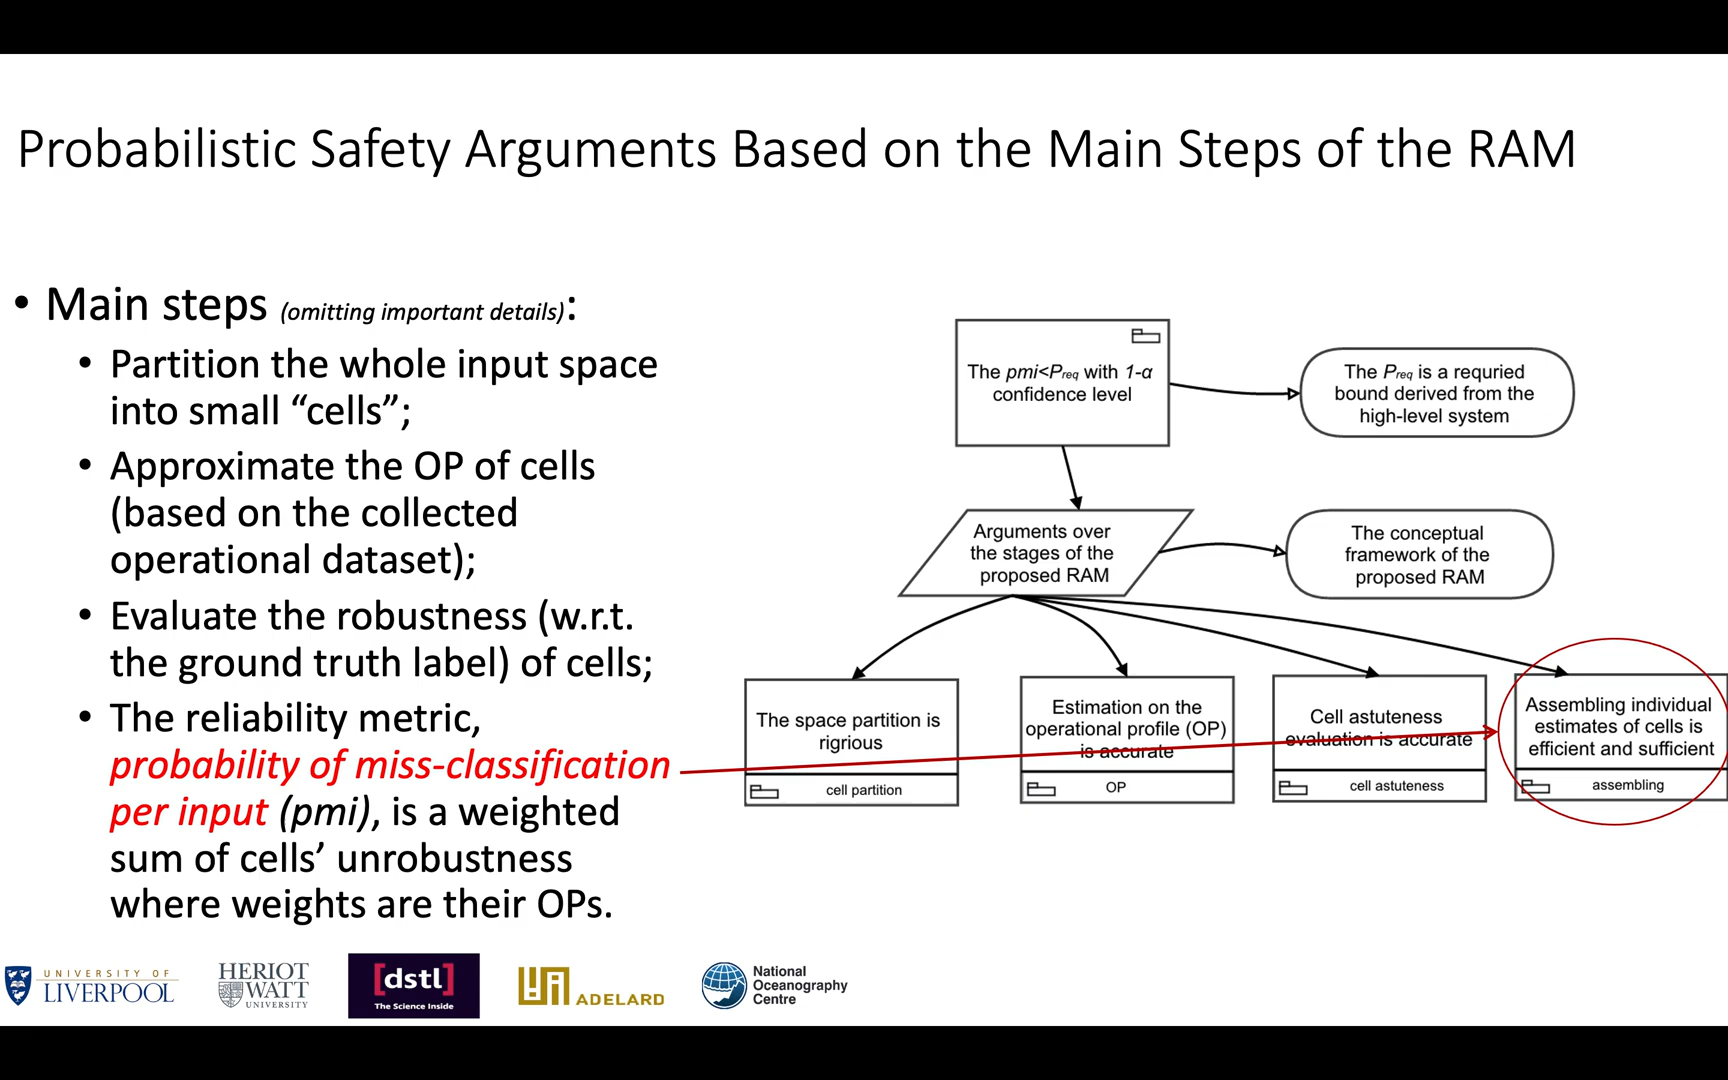 Probabilistic Safety Arguments Based on the Main Steps of the RAM
• Main steps (omitting important details):
• Partition the whole input space
into small “cells”;
• Approximate the OP of cells
(based on the collected
operational dataset);
• Evaluate the robustness (w.r.t.
the ground truth label) of cells;
• The reliability metric,
probability of miss-classification
per input (pmi), is a weighted
sum of cells’ unrobustness
where weights are their OPs.
The pmi<Preq with 1-α
confidence level
The Preq is a requried
bound derived from the
high-level system
Arguments over
the stages of the
proposed RAM
The conceptual
framework of the
proposed RAM
The space partition is
rigrious
cell partition
Estimation on the
operational profile (OP)
is accurate
OP
Cell astuteness
evaluation is accurate
cell astuteness
Assembling individual
estimates of cells is
efficient and sufficient
assembling
UNIVERSITY OF
LIVERPOOL
HERIOT
WATT
UNIVERSITY
[dstl]
The Science Inside
ADELARD
National
Oceanography
Centre